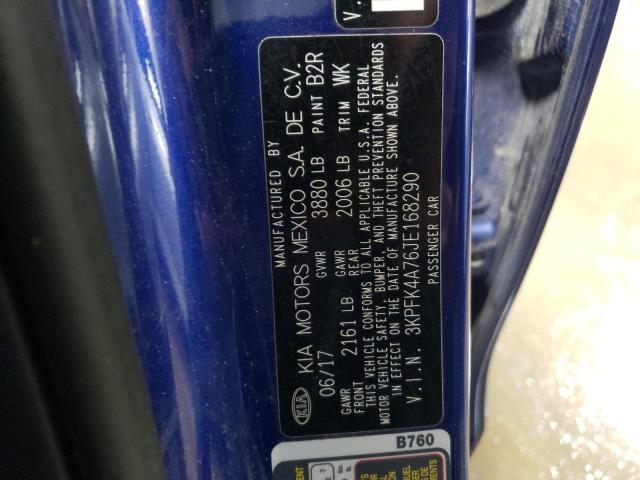 MANUFACTURED BY
KIA KIA MOTORS MEXICO S.A. DE C.V.
06/17 GVWR 3880 LB PAINT B2R
GAWR FRONT 2161 LB GAWR REAR 2006 LB TRIM WK
THIS VEHICLE CONFORMS TO ALL APPLICABLE U.S.A. FEDERAL
MOTOR VEHICLE SAFETY, BUMPER, AND THEFT PREVENTION STANDARDS
IN EFFECT ON THE DATE OF MANUFACTURE SHOWN ABOVE.
V.I.N. 3KPFK4A76JE168290
PASSENGER CAR
B760
V.